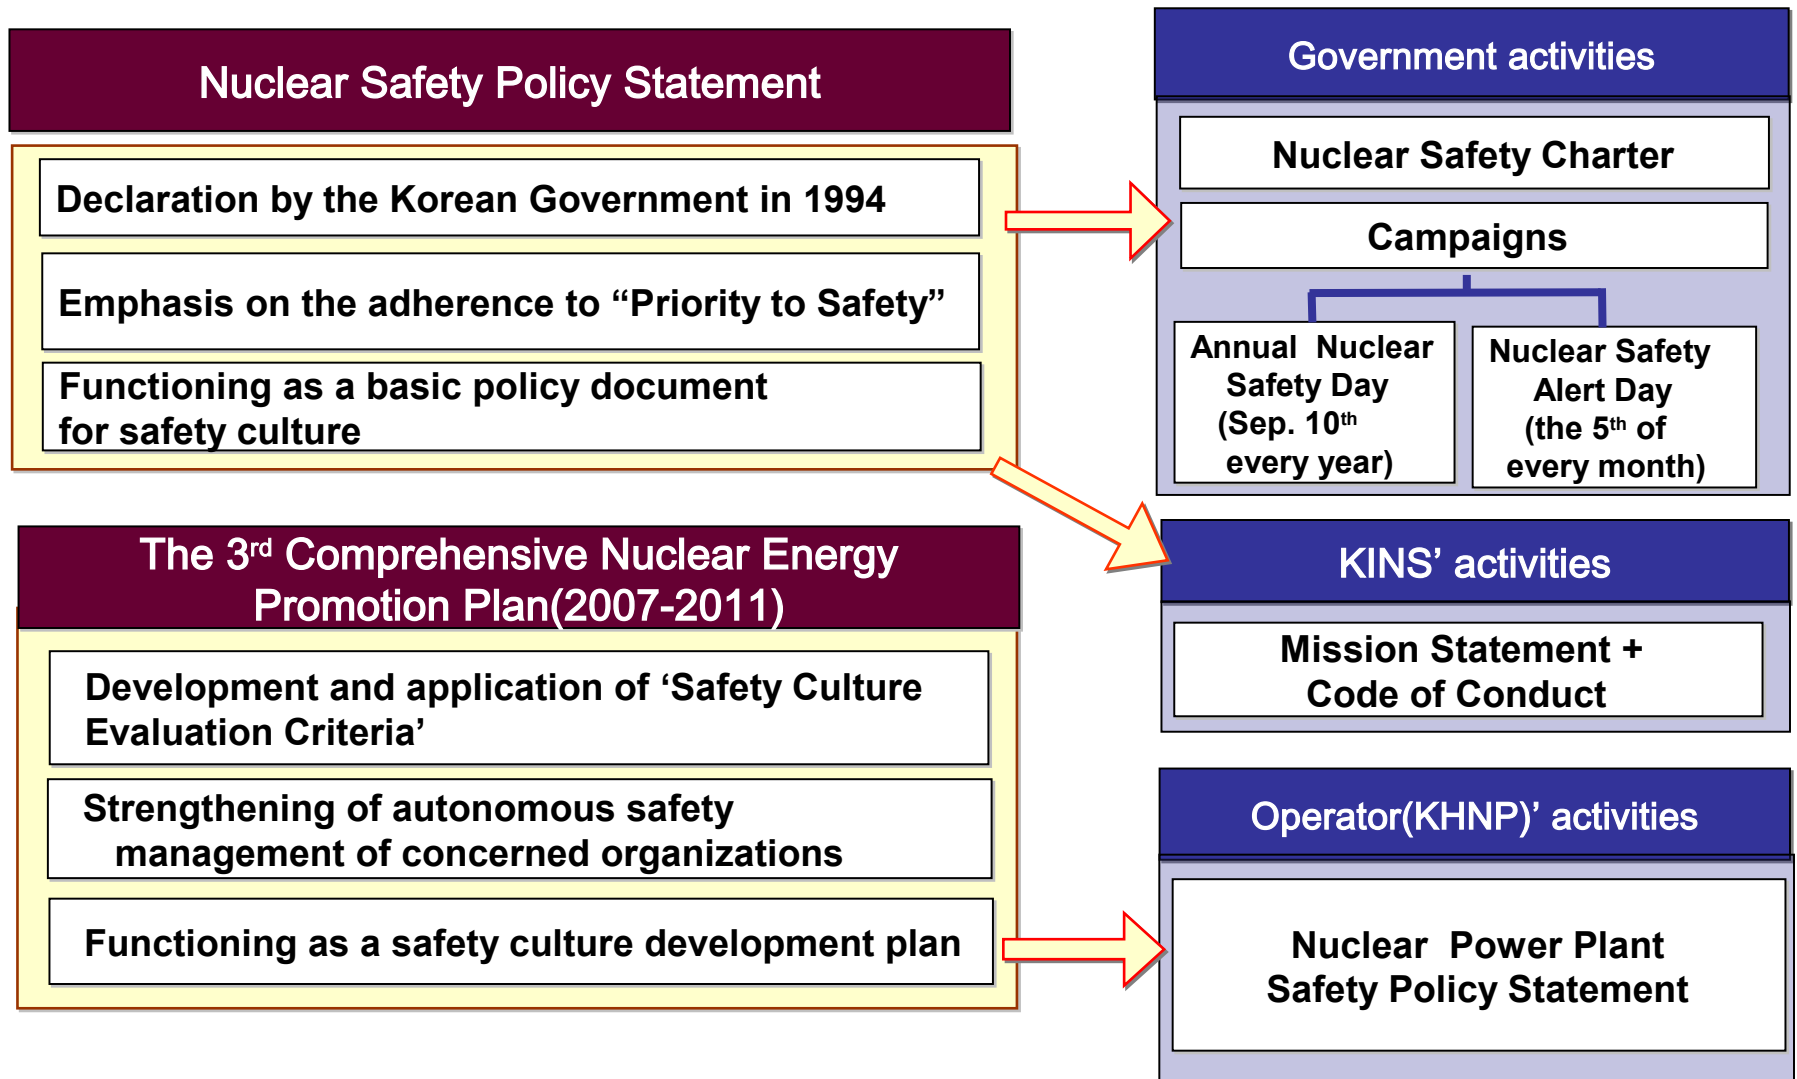 Nuclear Safety Policy Statement
Declaration by the Korean Government in 1994
Emphasis on the adherence to “Priority to Safety”
Functioning as a basic policy document
for safety culture
The 3rd Comprehensive Nuclear Energy
Promotion Plan(2007-2011)
Development and application of ‘Safety Culture
Evaluation Criteria’
Strengthening of autonomous safety
management of concerned organizations
Functioning as a safety culture development plan
Government activities
Nuclear Safety Charter
Campaigns
Annual Nuclear
Safety Day
(Sep. 10th
every year)
Nuclear Safety
Alert Day
(the 5th of
every month)
KINS’ activities
Mission Statement +
Code of Conduct
Operator(KHNP)’ activities
Nuclear Power Plant
Safety Policy Statement